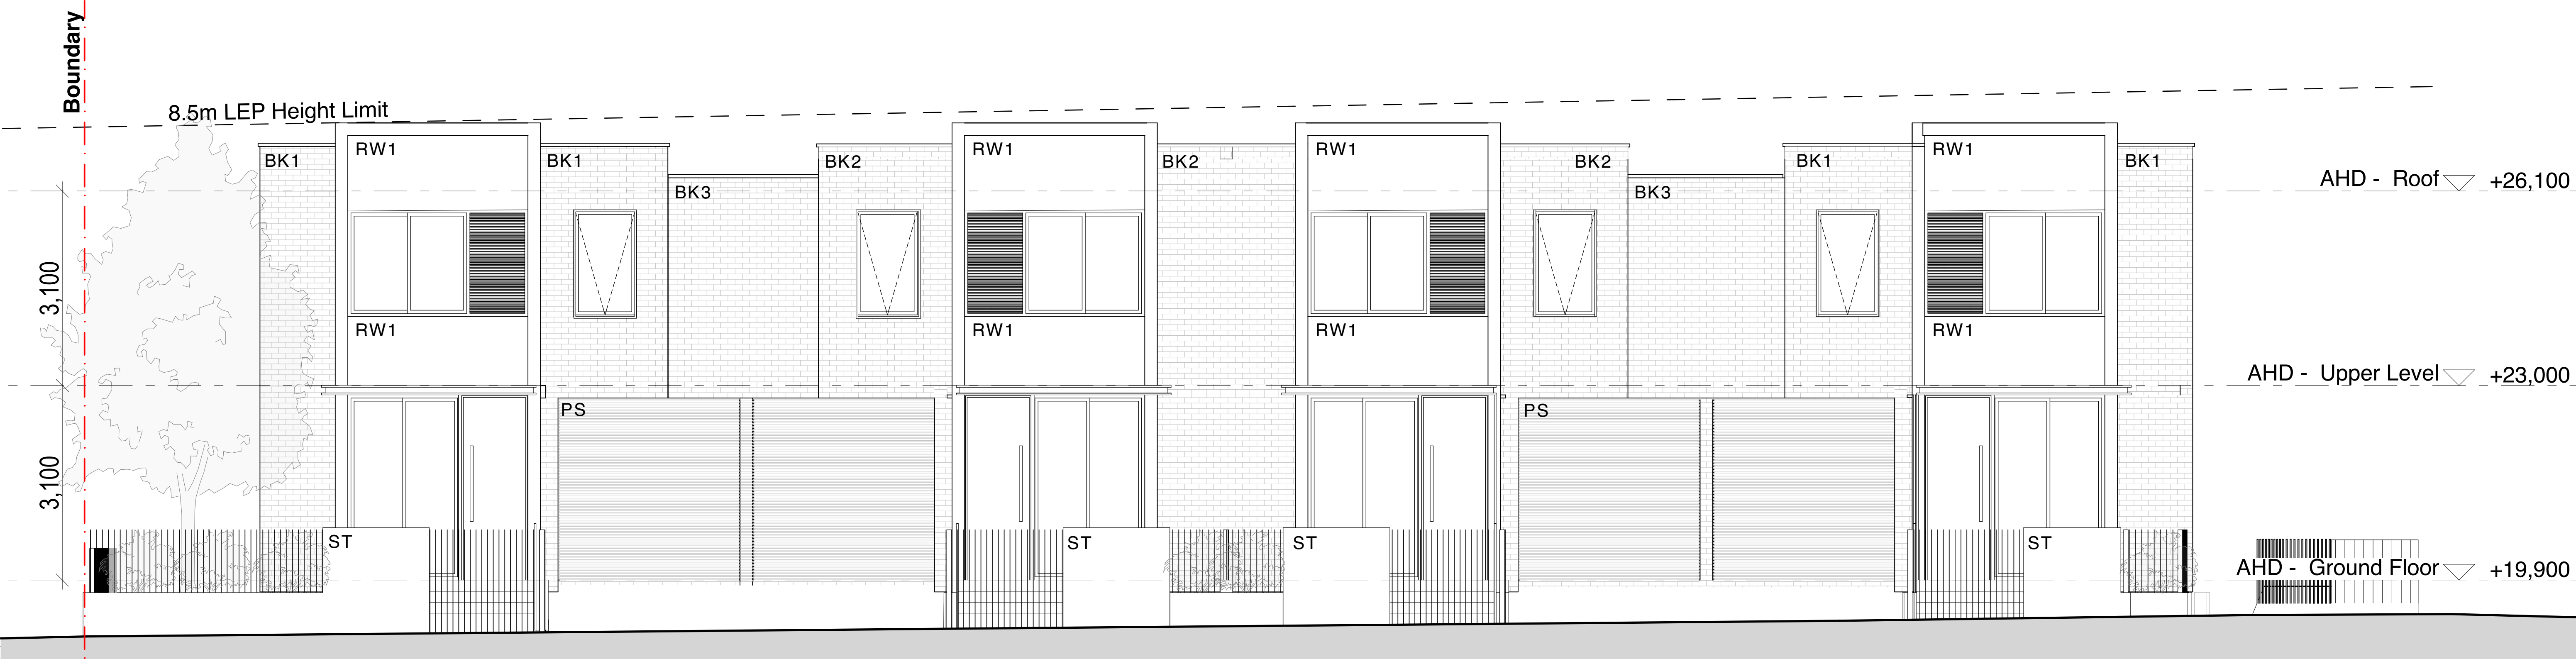 Boundary
8.5m LEP Height Limit
RW1
RW1
RW1
RW1
BK1
BK1
BK2
BK2
BK2
BK1
BK1
BK3
BK3
AHD - Roof +26,100
3,100
RW1
RW1
RW1
RW1
AHD - Upper Level +23,000
PS
PS
3,100
ST
ST
ST
ST
AHD - Ground Floor +19,900